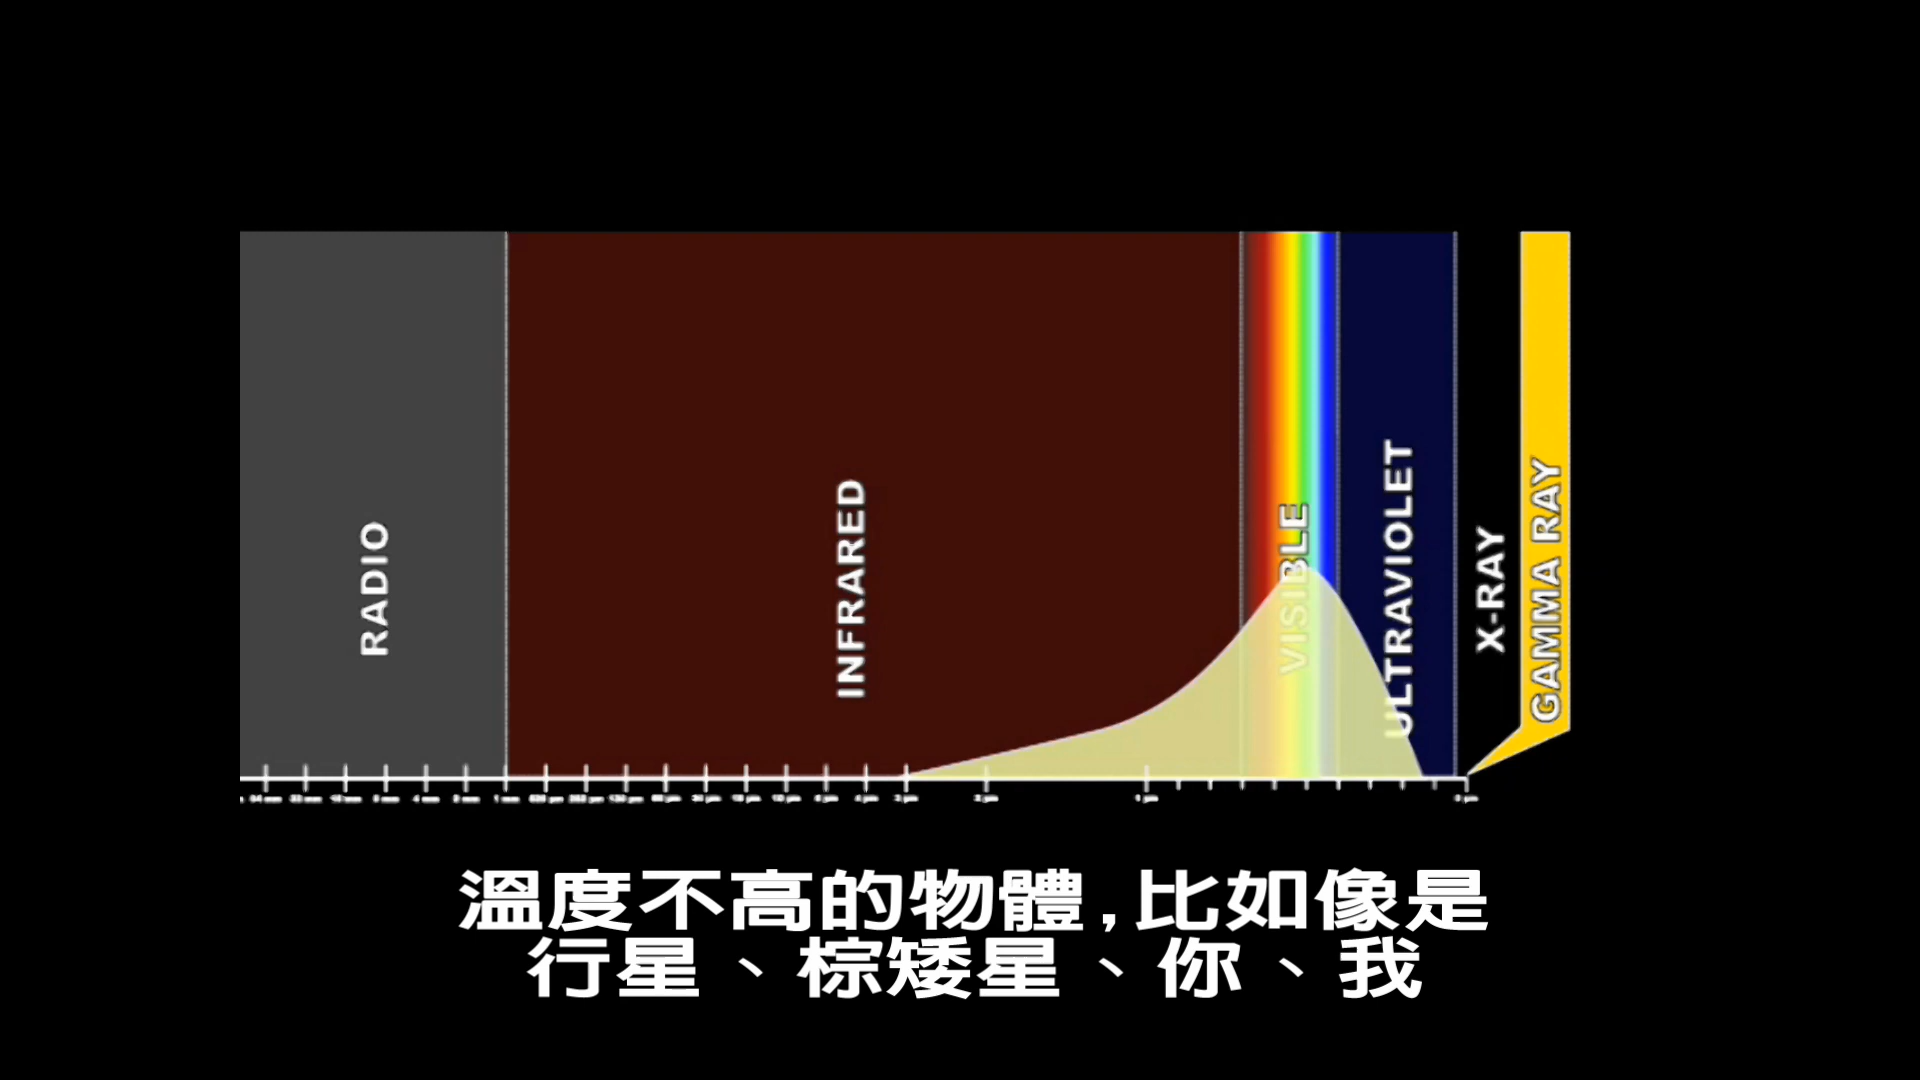 RADIO
INFRARED
VISIBLE
ULTRAVIOLET
X-RAY
GAMMA RAY
溫度不高的物體,比如像是
行星、棕矮星、你、我